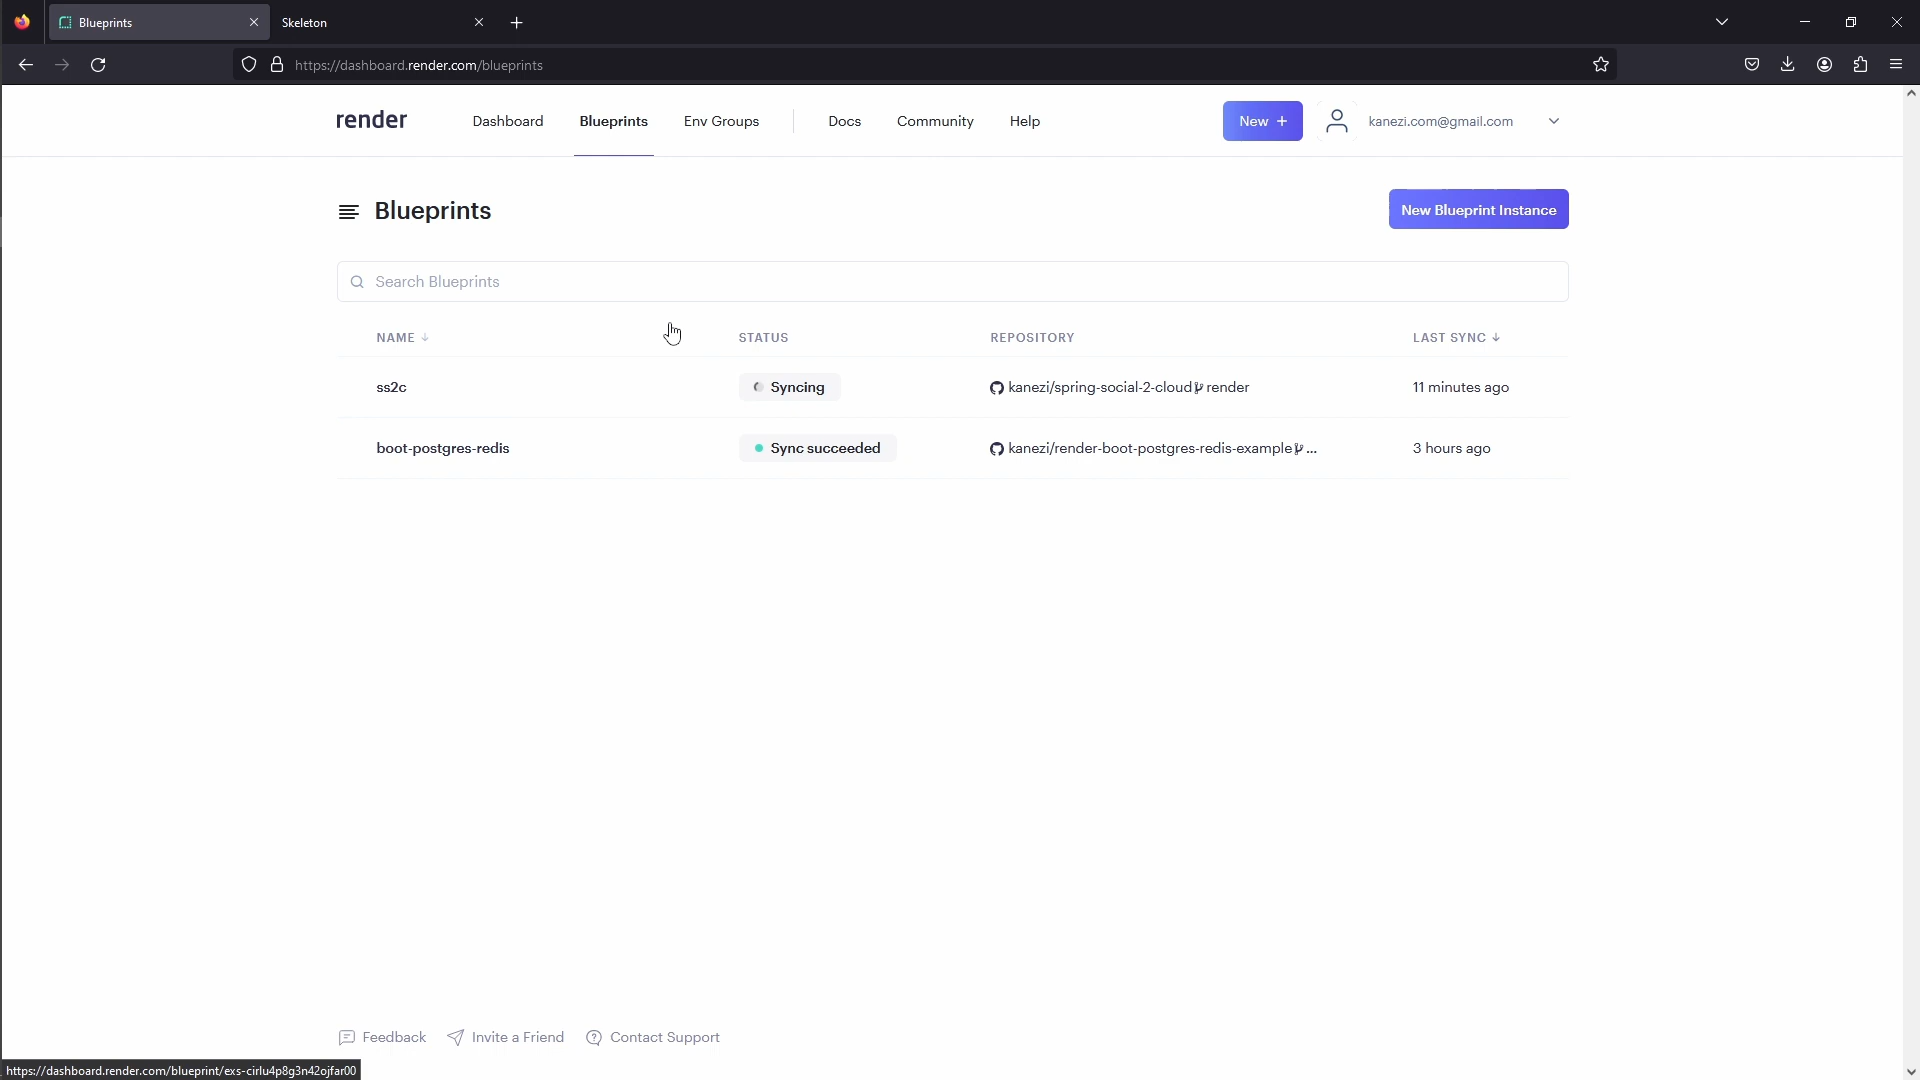 Blueprints
Skeleton
https://dashboard.render.com/blueprints
render
Dashboard
Blueprints
Env Groups
Docs
Community
Help
New +
kanezi.com@gmail.com
Blueprints
New Blueprint Instance
Search Blueprints
NAME
STATUS
REPOSITORY
LAST SYNC
ss2c
Syncing
kanezi/spring-social-2-cloud render
11 minutes ago
boot-postgres-redis
Sync succeeded
kanezi/render-boot-postgres-redis-example ...
3 hours ago
Feedback
Invite a Friend
Contact Support
https://dashboard.render.com/blueprint/exs-cirlu4p8g3n42ojfar00